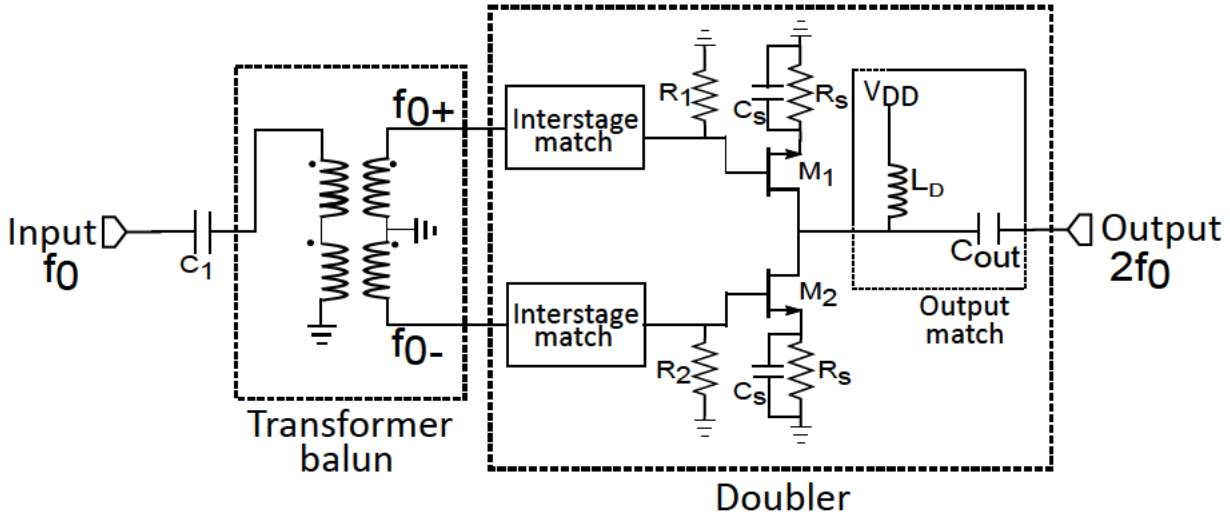 Input
f0
C1
f0+
f0-
Transformer
balun
Interstage
match
Interstage
match
R1
Cs
Rs
M1
R2
M2
Cs
Rs
VDD
LD
Cout
Output
match
Output
2f0
Doubler